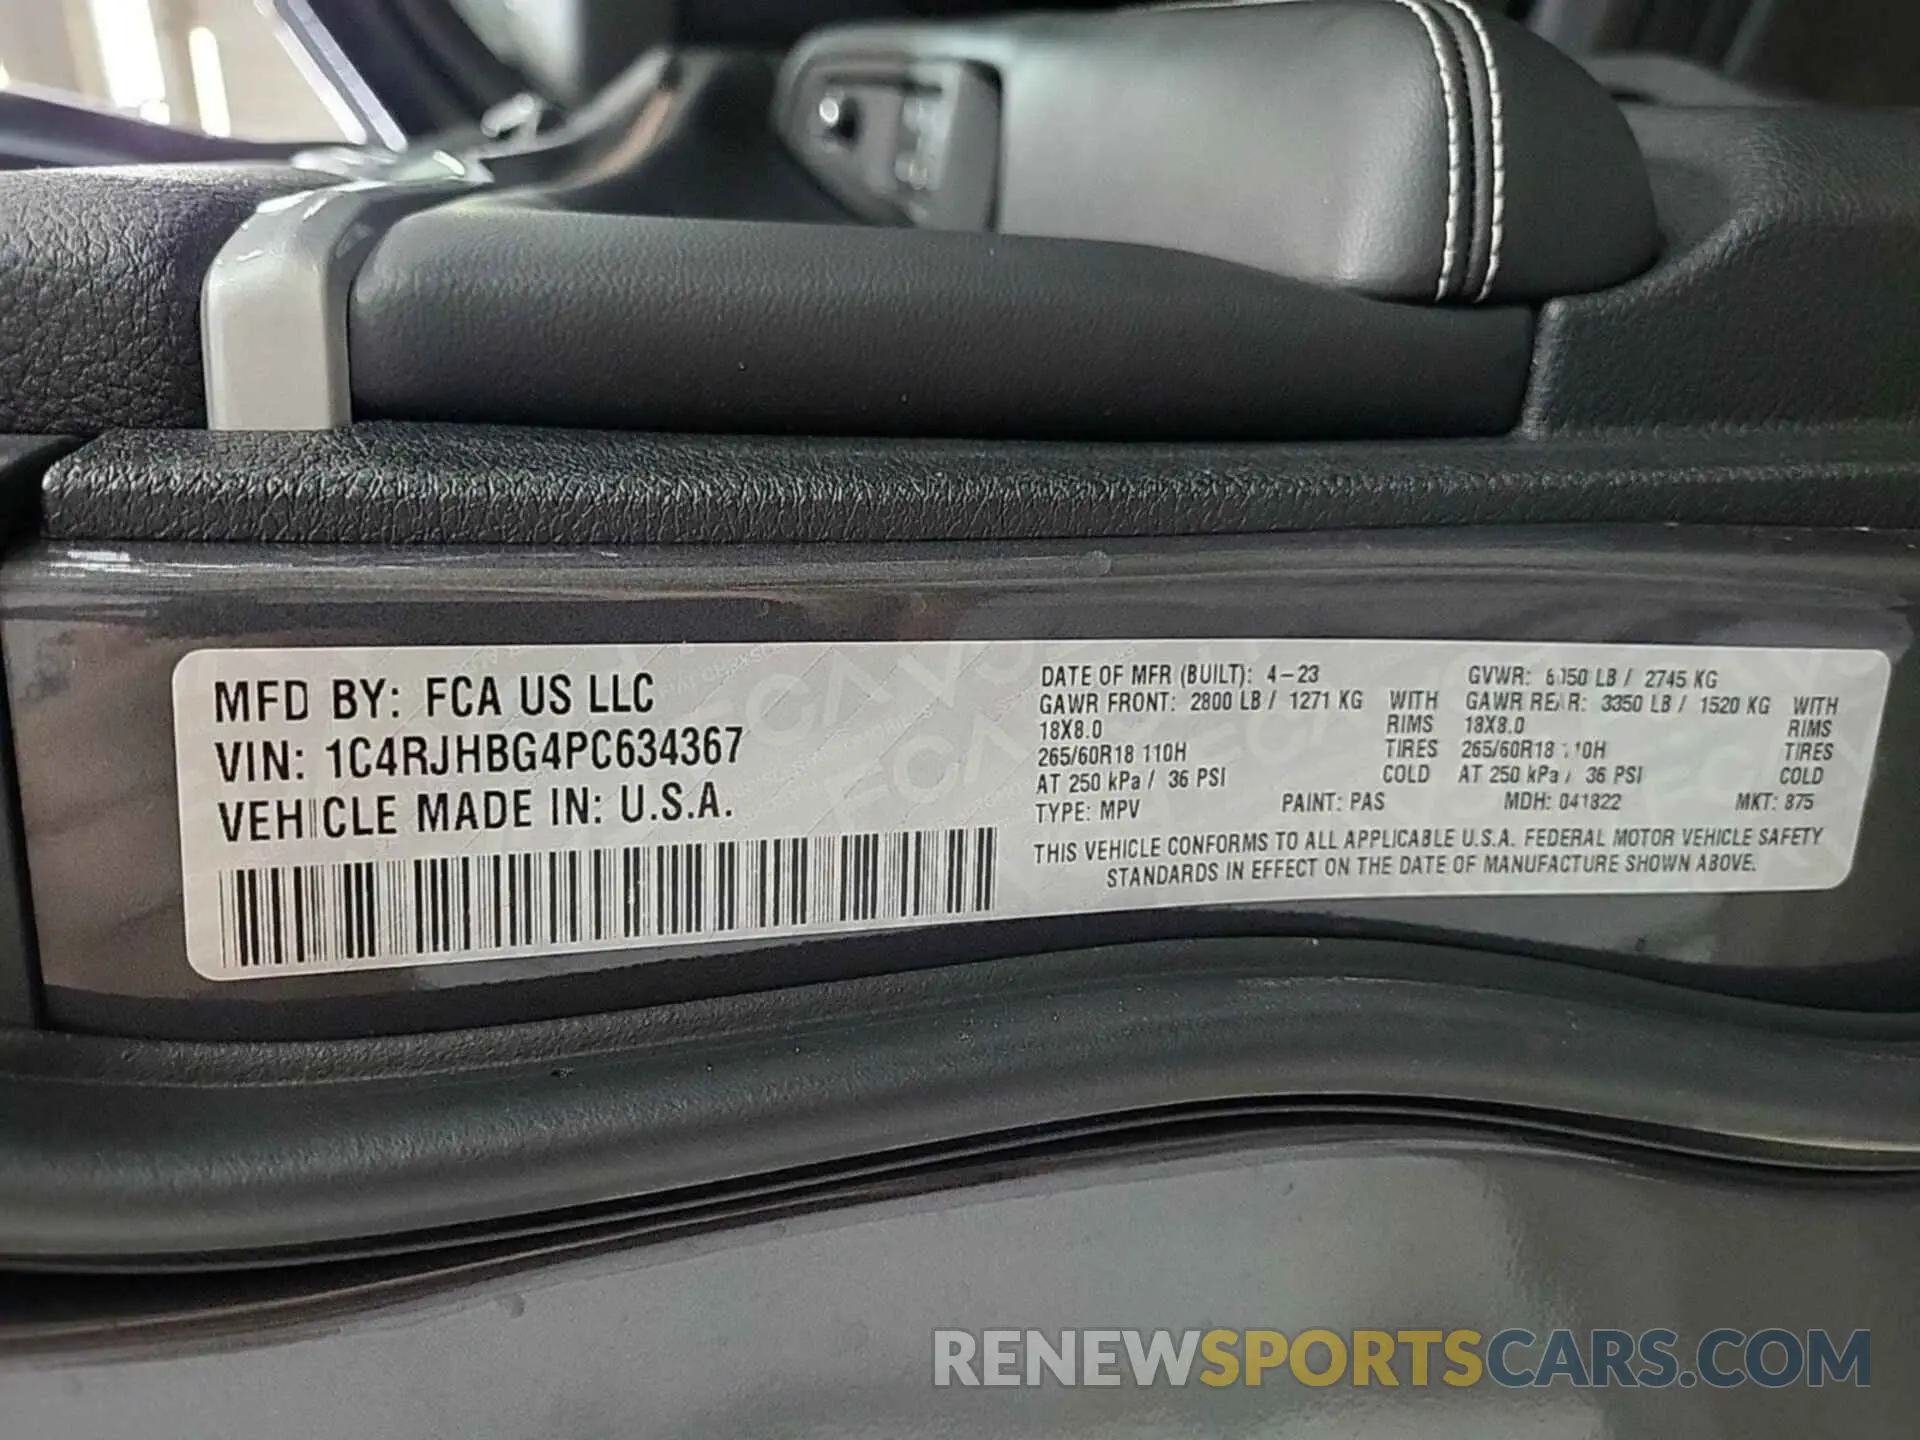 MFD BY: FCA US LLC
VIN: 1C4RJHBG4PC634367
VEHICLE MADE IN: U.S.A.
DATE OF MFR (BUILT): 4-23 GVWR: 6050 LB / 2745 KG
GAWR FRONT: 2800 LB / 1271 KG WITH GAWR REAR: 3350 LB / 1520 KG WITH
18X8.0 RIMS 18X8.0 RIMS
265/60R18 110H TIRES 265/60R18 110H TIRES
AT 250 kPa / 36 PSI COLD AT 250 kPa / 36 PSI COLD
TYPE: MPV PAINT: PAS MDH: 041822 MKT: 875
THIS VEHICLE CONFORMS TO ALL APPLICABLE U.S.A. FEDERAL MOTOR VEHICLE SAFETY
STANDARDS IN EFFECT ON THE DATE OF MANUFACTURE SHOWN ABOVE.
RENEWSPORTSCARS.COM